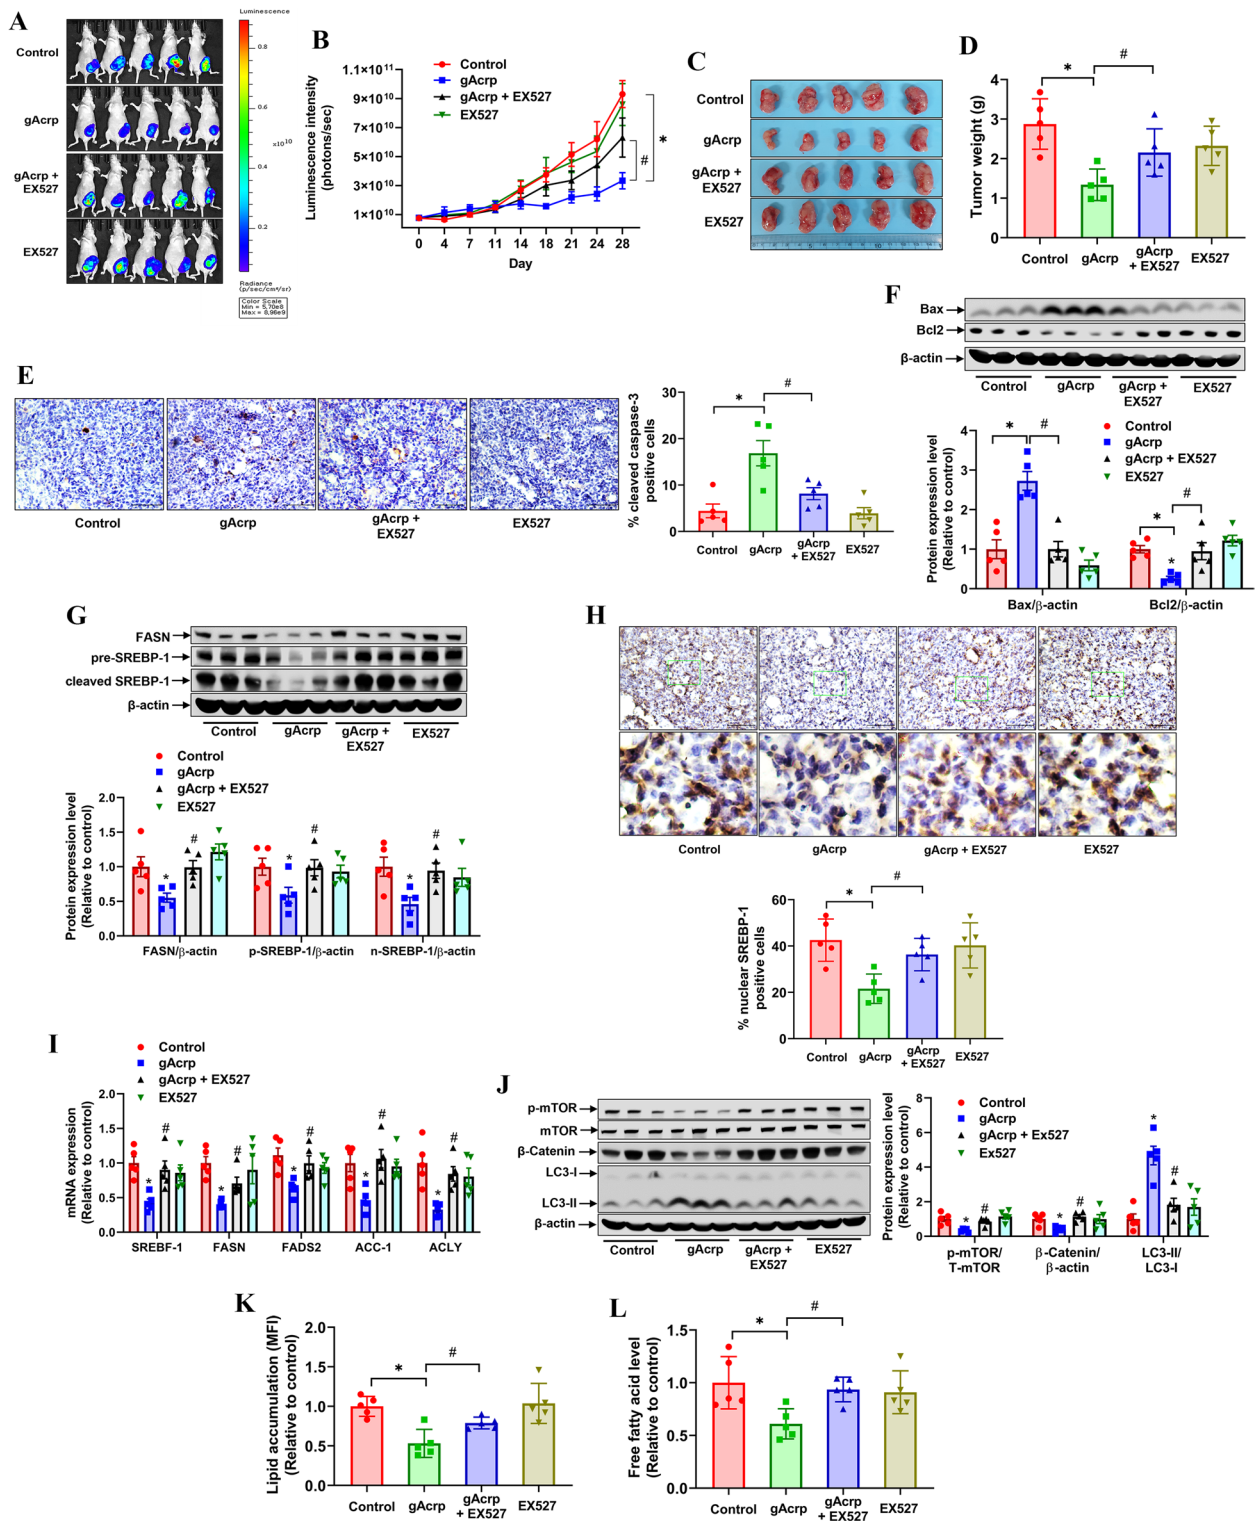 A
Control
gAcrp
gAcrp +
EX527
EX527
Luminescence
0.8
0.6
×10^10
0.4
0.2
Radiance
(p/sec/cm²/sr)
Color Scale
Min = 5.70e8
Max = 8.96e9
B
Control
gAcrp
gAcrp + EX527
EX527
Luminescence intensity
(photons/sec)
1.1×10^11
9×10^10
7×10^10
5×10^10
3×10^10
1×10^10
0 4 7 11 14 18 21 24 28
Day
*
#
C
Control
gAcrp
gAcrp +
EX527
EX527
D
Tumor weight (g)
4
3
2
1
0
* #
Control gAcrp gAcrp + EX527 EX527
E
Control gAcrp gAcrp + EX527 EX527
% cleaved caspase-3
positive cells
30
20
10
0
* #
Control gAcrp gAcrp + EX527 EX527
F
Bax
Bcl2
β-actin
Control gAcrp gAcrp + EX527 EX527
Control
gAcrp
gAcrp + EX527
EX527
Protein expression level
(Relative to control)
4
3
2
1
0
* # * # *
Bax/β-actin Bcl2/β-actin
G
FASN
pre-SREBP-1
cleaved SREBP-1
β-actin
Control gAcrp gAcrp + EX527 EX527
Control
gAcrp
gAcrp + EX527
EX527
Protein expression level
(Relative to control)
2.0
1.5
1.0
0.5
0.0
* # * # * #
FASN/β-actin p-SREBP-1/β-actin n-SREBP-1/β-actin
H
Control gAcrp gAcrp + EX527 EX527
% nuclear SREBP-1
positive cells
60
40
20
0
* #
Control gAcrp gAcrp + EX527 EX527
I
Control
gAcrp
gAcrp + EX527
EX527
mRNA expression
(Relative to control)
2.0
1.5
1.0
0.5
0.0
* # * # * # * # * #
SREBF-1 FASN FADS2 ACC-1 ACLY
J
p-mTOR
mTOR
β-Catenin
LC3-I
LC3-II
β-actin
Control gAcrp gAcrp + EX527 EX527
Control
gAcrp
gAcrp + Ex527
Ex527
Protein expression level
(Relative to control)
8
6
4
2
0
* # * # * #
p-mTOR/ β-Catenin/ LC3-II/
T-mTOR β-actin LC3-I
K
Lipid accumulation (MFI)
(Relative to control)
2.0
1.5
1.0
0.5
0.0
* #
Control gAcrp gAcrp + EX527 EX527
L
Free fatty acid level
(Relative to control)
1.5
1.0
0.5
0.0
* #
Control gAcrp gAcrp + EX527 EX527